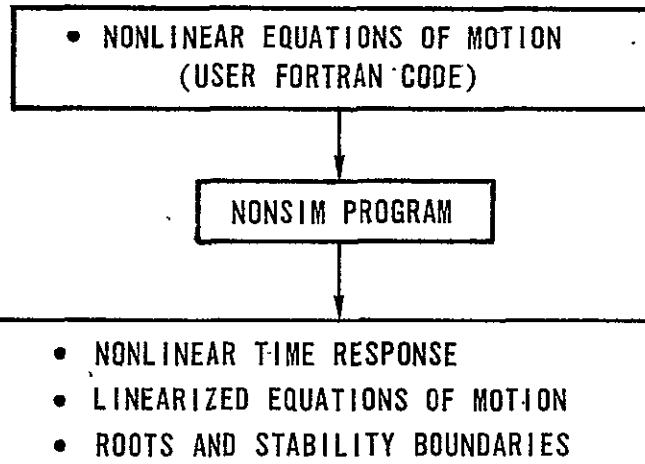 • NONLINEAR EQUATIONS OF MOTION
(USER FORTRAN CODE)
NONSIM PROGRAM
• NONLINEAR TIME RESPONSE
• LINEARIZED EQUATIONS OF MOTION
• ROOTS AND STABILITY BOUNDARIES